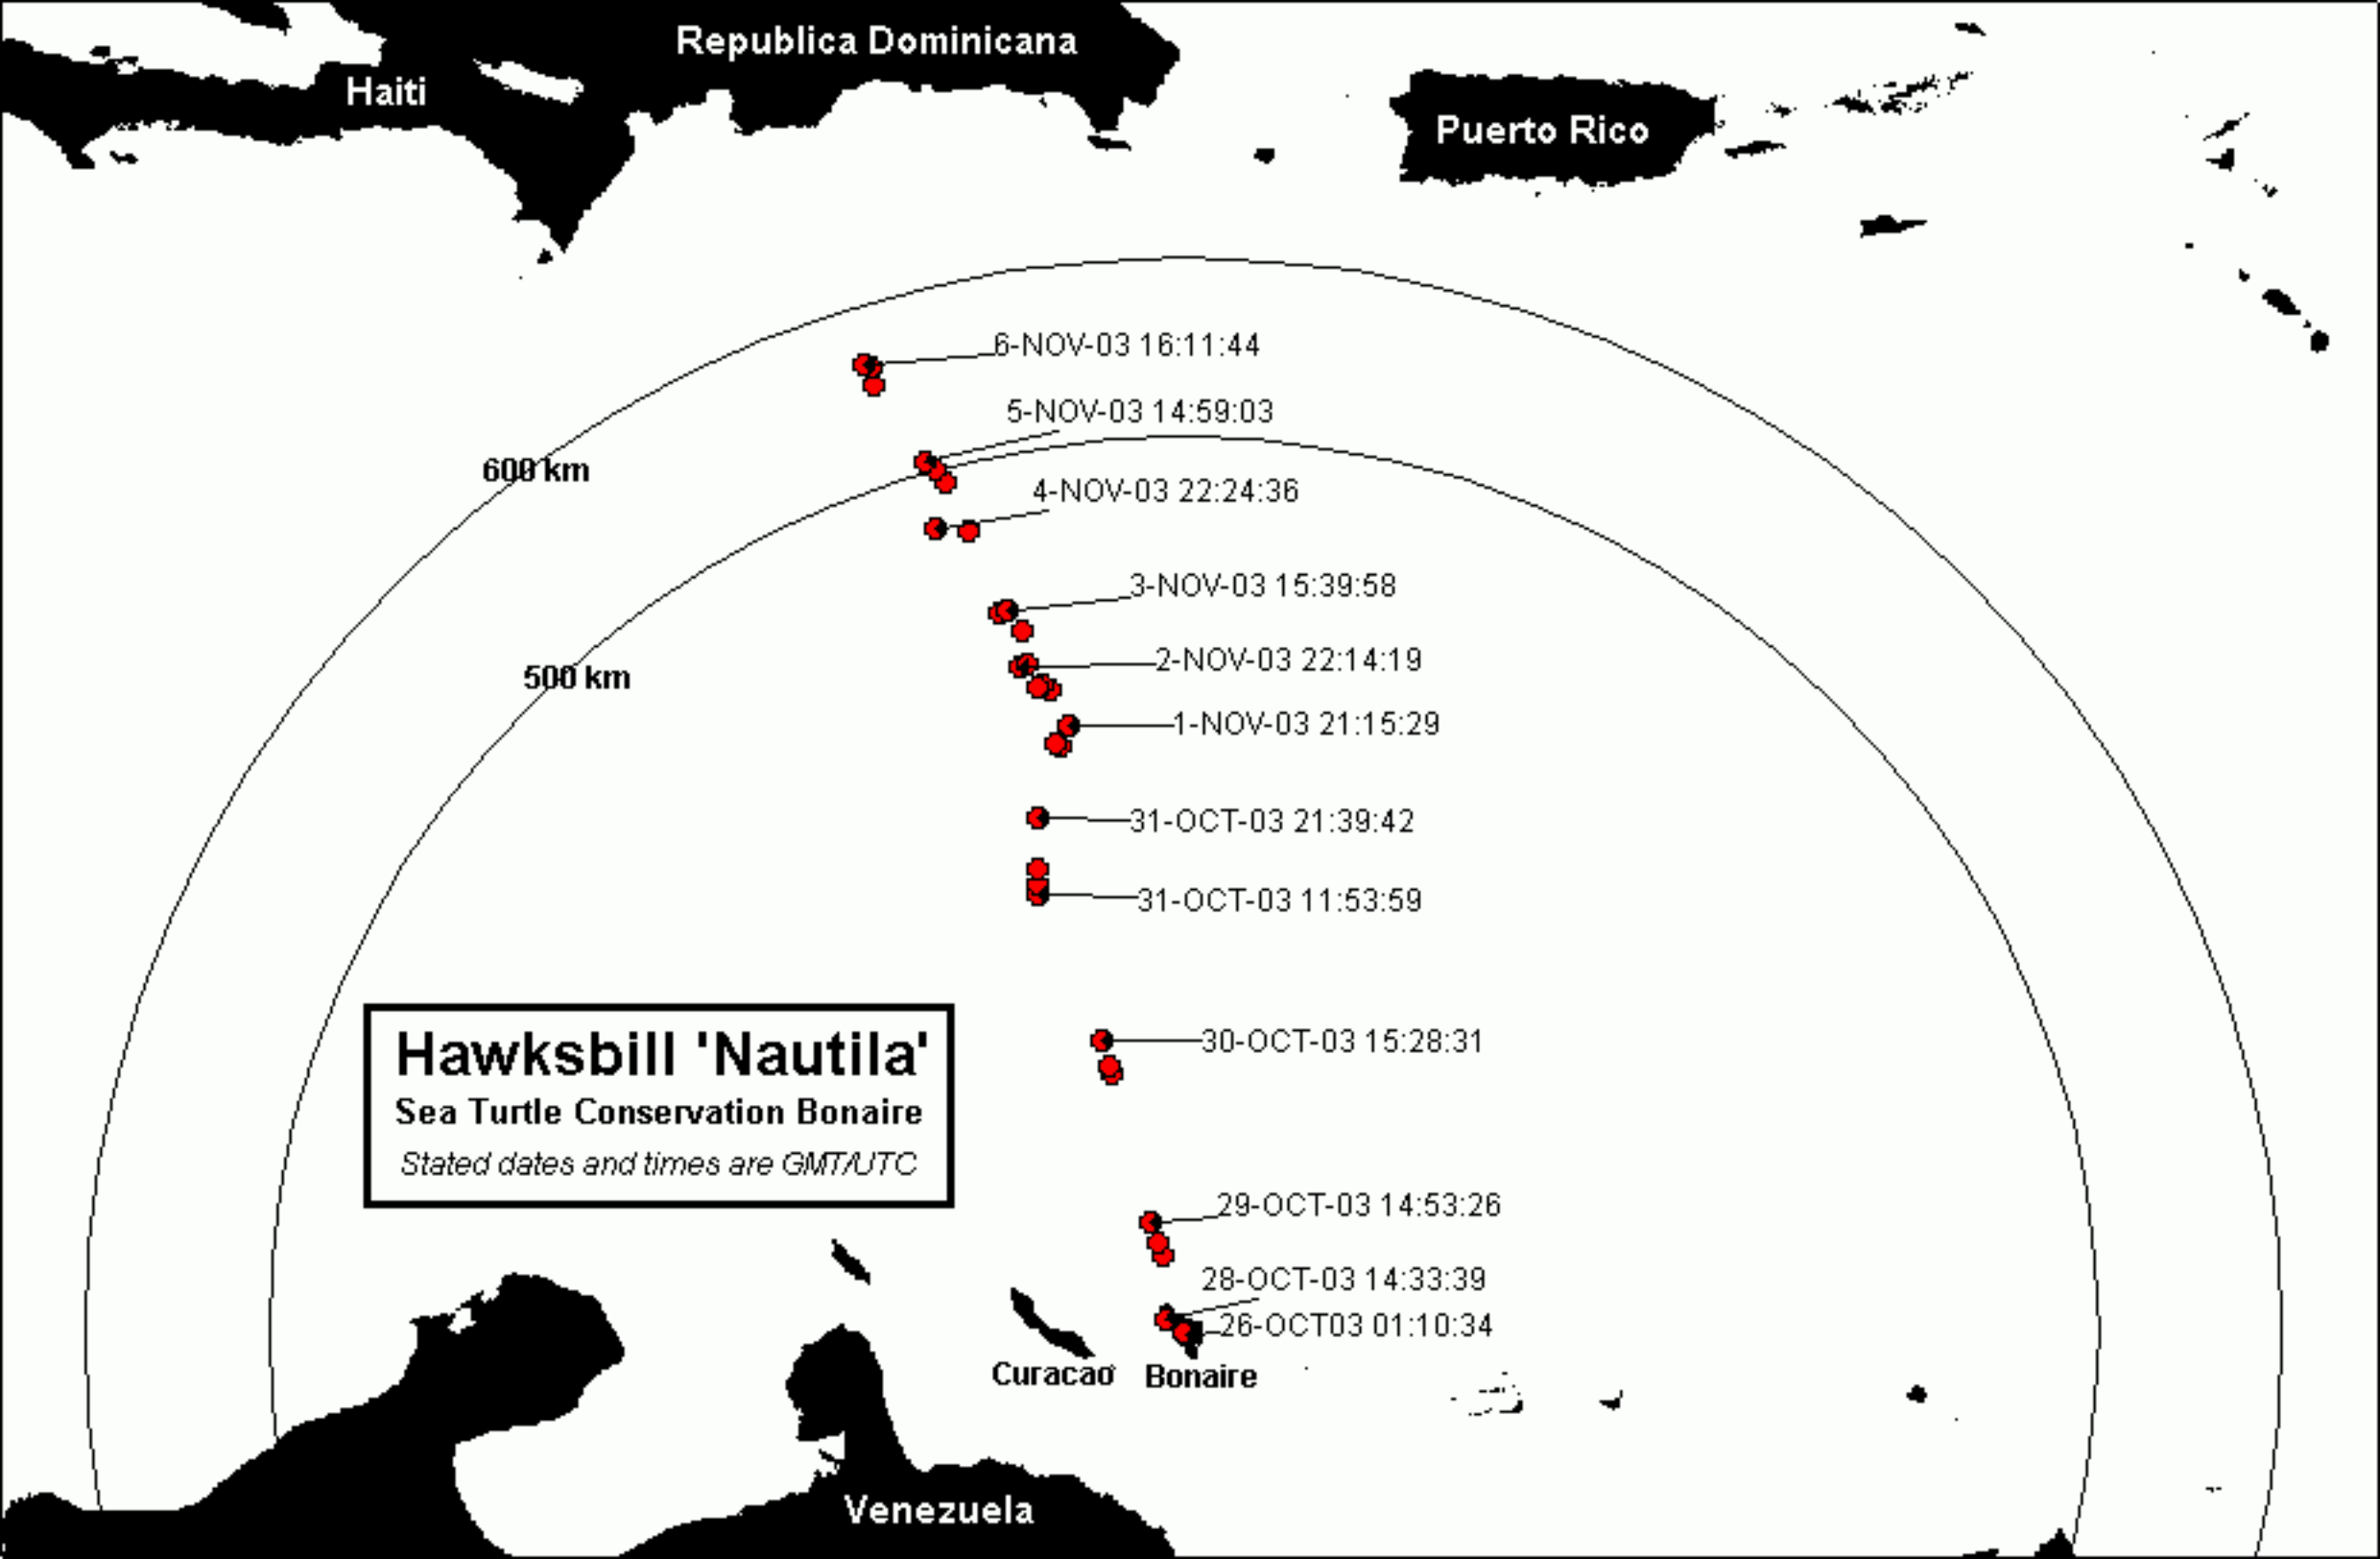 Republica Dominicana
Haiti
Puerto Rico
6-NOV-03 16:11:44
5-NOV-03 14:59:03
600 km
4-NOV-03 22:24:36
3-NOV-03 15:39:58
2-NOV-03 22:14:19
500 km
1-NOV-03 21:15:29
31-OCT-03 21:39:42
31-OCT-03 11:53:59
30-OCT-03 15:28:31
Hawksbill 'Nautila'
Sea Turtle Conservation Bonaire
Stated dates and times are GMT/UTC
29-OCT-03 14:53:26
28-OCT-03 14:33:39
26-OCT03 01:10:34
Curacao
Bonaire
Venezuela